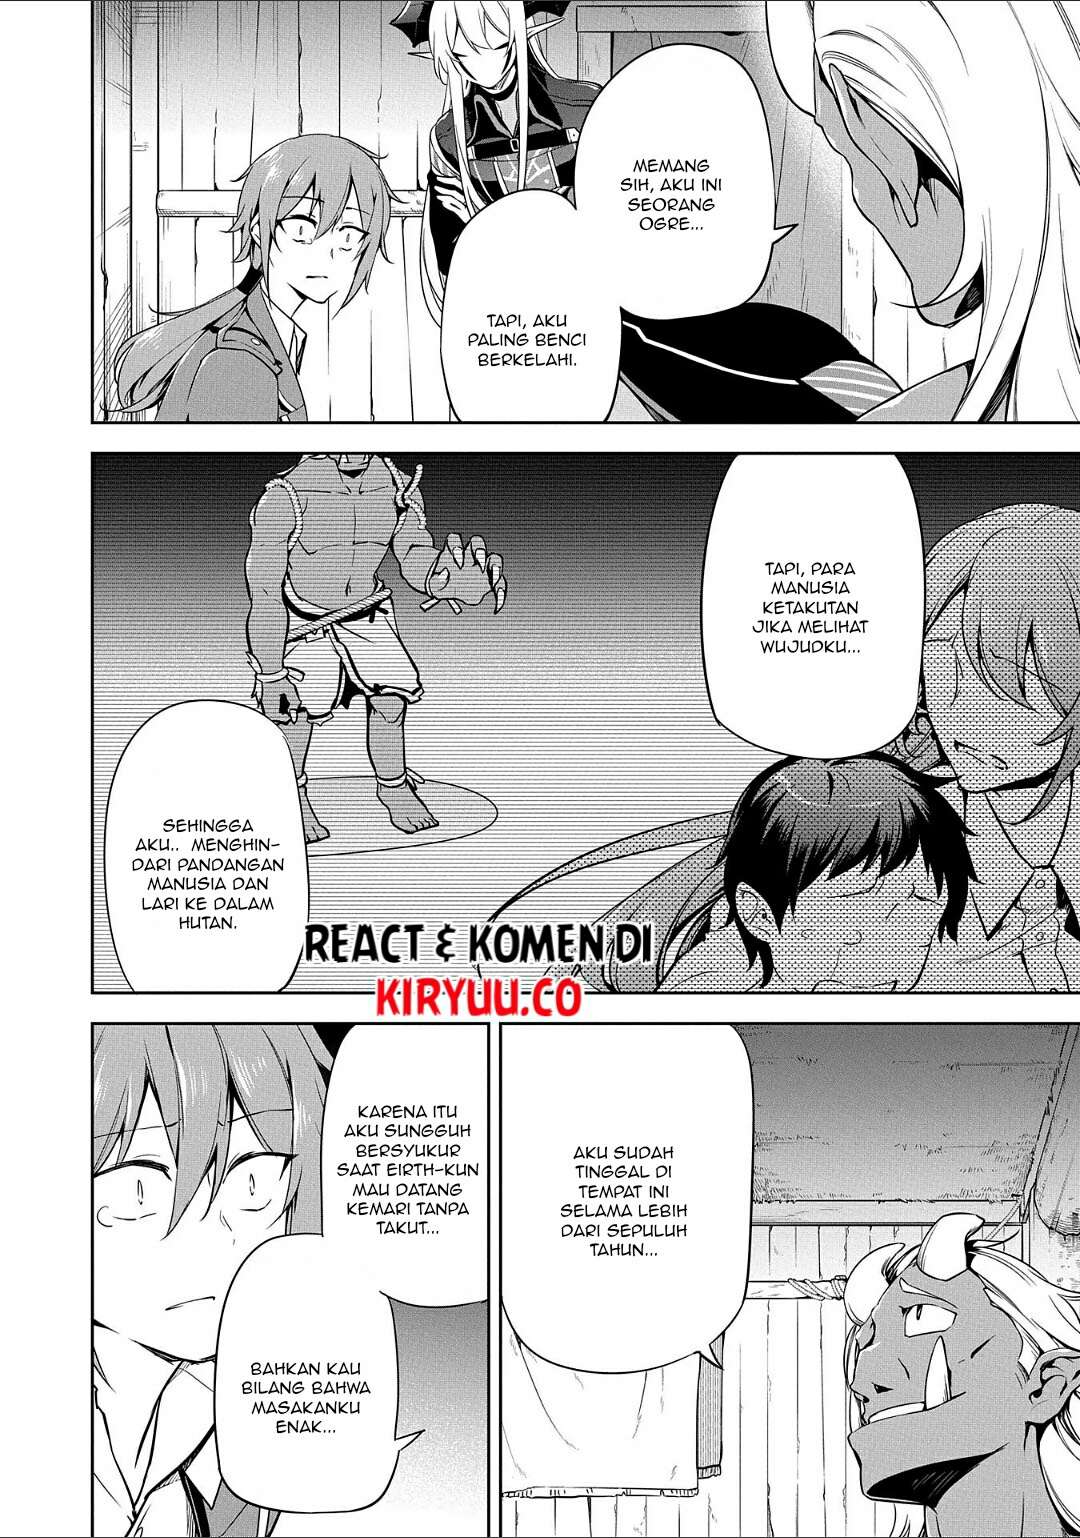 MEMANG
SIH, AKU INI
SEORANG
OGRE...
TAPI, AKU
PALING BENCI
BERKELAHI.
TAPI, PARA
MANUSIA
KETAKUTAN
JIKA MELIHAT
WUJUDKU...
SEHINGGA
AKU.. MENGHIN-
DARI PANDANGAN
MANUSIA DAN
LARI KE DALAM
HUTAN.
REACT & KOMEN DI
KIRYUU.CO
AKU SUDAH
TINGGAL DI
TEMPAT INI
SELAMA LEBIH
DARI SEPULUH
TAHUN...
KARENA ITU
AKU SUNGGUH
BERSYUKUR
SAAT EIRTH-KUN
MAU DATANG
KEMARI TANPA
TAKUT...
BAHKAN KAU
BILANG BAHWA
MASAKANKU
ENAK...